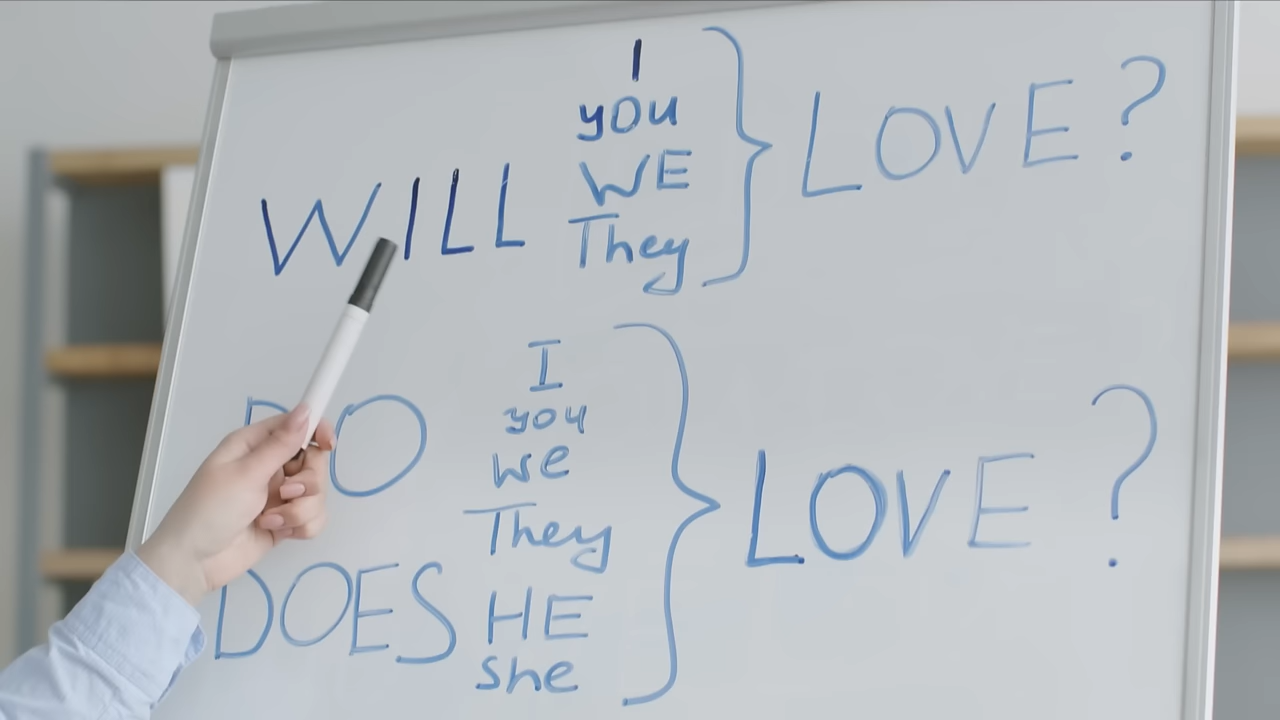 I
you
WE
They
WILL
LOVE ?
I
you
we
They
DO
LOVE ?
DOES
HE
she